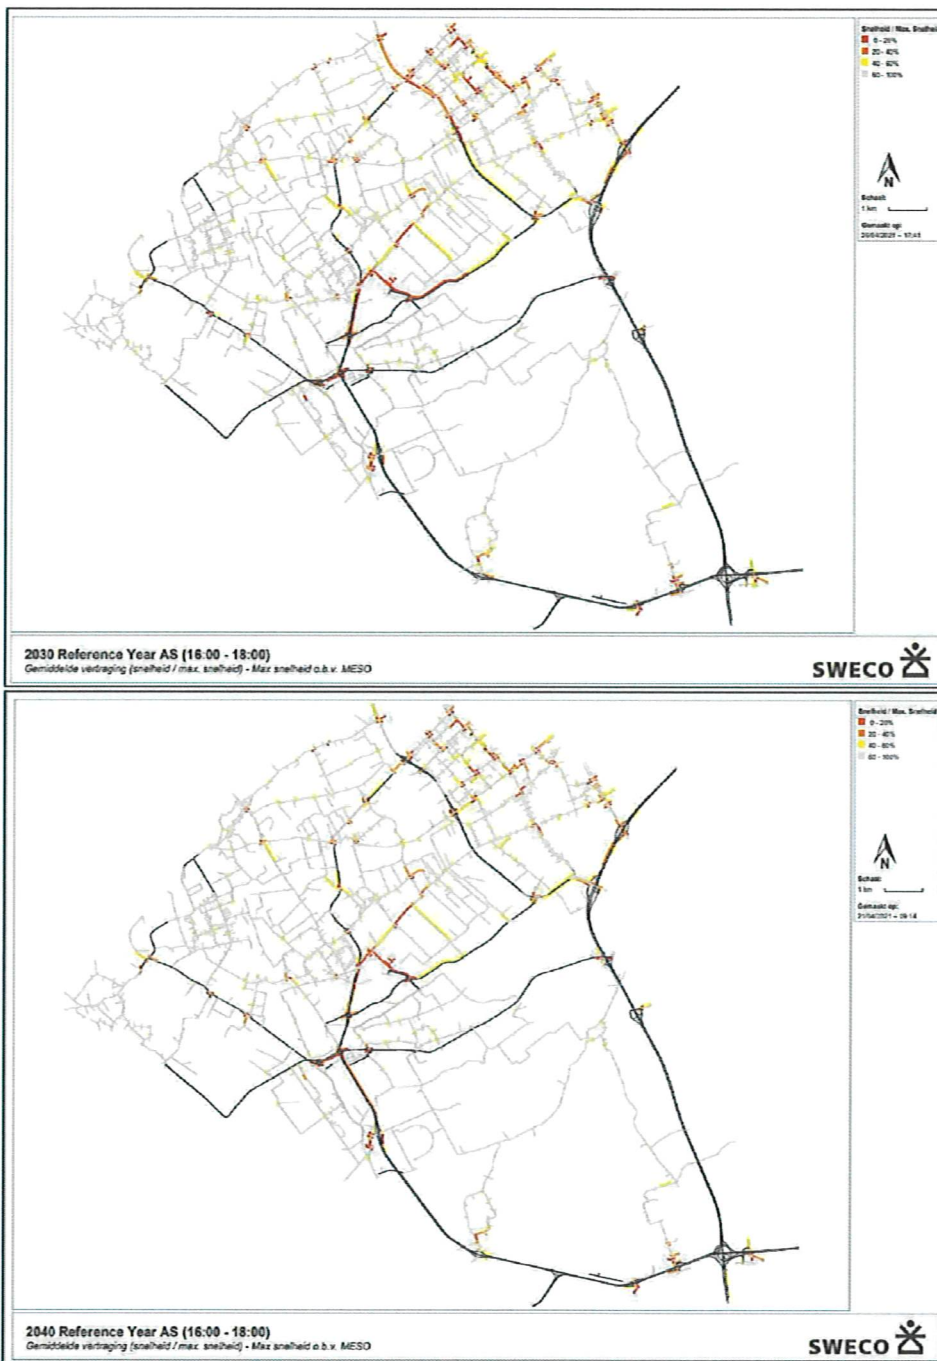 Snelheid / Max. Snelheid
0 - 20%
20 - 40%
40 - 60%
60 - 100%
N
Schaal:
1 km
Gemaakt op:
2030 Reference Year AS (16:00 - 18:00)
Gemiddelde vertraging (snelheid / max. snelheid) - Max snelheid o.b.v. MESO
SWECO
Snelheid / Max. Snelheid
0 - 20%
20 - 40%
40 - 60%
60 - 100%
N
Schaal:
1 km
Gemaakt op:
2040 Reference Year AS (16:00 - 18:00)
Gemiddelde vertraging (snelheid / max. snelheid) - Max snelheid o.b.v. MESO
SWECO